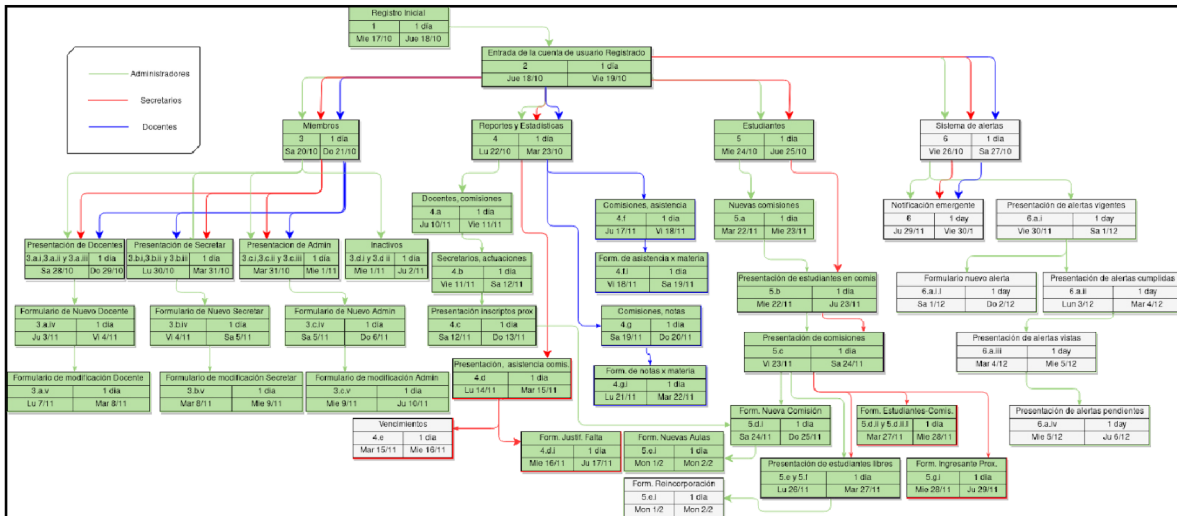 Registro Inicial
1 1 día
Mie 17/10 Jue 18/10
Entrada de la cuenta de usuario Registrado
2 1 día
Jue 18/10 Vie 19/10
Administradores
Secretarios
Docentes
Miembros
3 1 día
Sa 20/10 Do 21/10
Reportes y Estadísticas
4 1 día
Lu 22/10 Mar 23/10
Estudiantes
5 1 día
Mie 24/10 Jue 25/10
Sistema de alertas
6 1 día
Vie 26/10 Sa 27/10
Docentes, comisiones
4.a 1 día
Ju 10/11 Vie 11/11
Comisiones, asistencia
4.f 1 día
Ju 17/11 Vi 18/11
Nuevas comisiones
5.a 1 día
Mar 22/11 Mie 23/11
Notificación emergente
6 1 day
Ju 29/11 Vie 30/1
Presentación de alertas vigentes
6.a.i 1 day
Vie 30/11 Sa 1/12
Presentación de Docentes
3.a.i,3.a.ii y 3.a.iii 1 día
Sa 28/10 Do 29/10
Presentación de Secretar
3.b.i,3.b.ii y 3.b.iii 1 día
Lu 30/10 Mar 31/10
Presentacion de Admin
3.c.i,3.c.ii y 3.c.iii 1 día
Mar 31/10 Mie 1/11
Inactivos
3.d.i y 3.d.ii 1 día
Mie 1/11 Ju 2/11
Secretarios, actuaciones
4.b 1 día
Vie 11/11 Sa 12/11
Form. de asistencia x materia
4.f.i 1 día
Vi 18/11 Sa 19/11
Presentación de estudiantes en comis
5.b 1 día
Mie 22/11 Ju 23/11
Formulario nuevo alerta
6.a.i.I 1 day
Sa 1/12 Do 2/12
Presentación de alertas cumplidas
6.a.ii 1 day
Lun 3/12 Mar 4/12
Formulario de Nuevo Docente
3.a.iv 1 día
Ju 3/11 Vi 4/11
Formulario de Nuevo Secretar
3.b.iv 1 día
Vi 4/11 Sa 5/11
Formulario de Nuevo Admin
3.c.iv 1 día
Sa 5/11 Do 6/11
Presentación inscriptos prox
4.c 1 día
Sa 12/11 Do 13/11
Comisiones, notas
4.g 1 día
Sa 19/11 Do 20/11
Presentación de comisiones
5.c 1 día
Vi 23/11 Sa 24/11
Presentación de alertas vistas
6.a.iii 1 day
Mar 4/12 Mie 5/12
Formulario de modificación Docente
3.a.v 1 día
Lu 7/11 Mar 8/11
Formulario de modificación Secretar
3.b.v 1 día
Mar 8/11 Mie 9/11
Formulario de modificación Admin
3.c.v 1 día
Mie 9/11 Ju 10/11
Presentación, asistencia comis.
4.d 1 día
Lu 14/11 Mar 15/11
Form. de notas x materia
4.g.i 1 día
Lu 21/11 Mar 22/11
Vencimientos
4.e 1 día
Mar 15/11 Mie 16/11
Form. Justif. Falta
4.d.i 1 día
Mie 16/11 Ju 17/11
Form. Nueva Comisión
5.d.i 1 día
Sa 24/11 Do 25/11
Form. Estudiantes-Comis.
5.d.ii y 5.d.ii.I 1 día
Mar 27/11 Mie 28/11
Presentación de alertas pendientes
6.a.iv 1 day
Mie 5/12 Ju 6/12
Form. Nuevas Aulas
5.e.i 1 día
Mon 1/2 Mon 2/2
Presentación de estudiantes libres
5.e y 5.f 1 día
Lu 26/11 Mar 27/11
Form. Ingresante Prox.
5.g.i 1 día
Mie 28/11 Ju 29/11
Form. Reincorporación
5.e.i 1 día
Mon 1/2 Mon 2/2